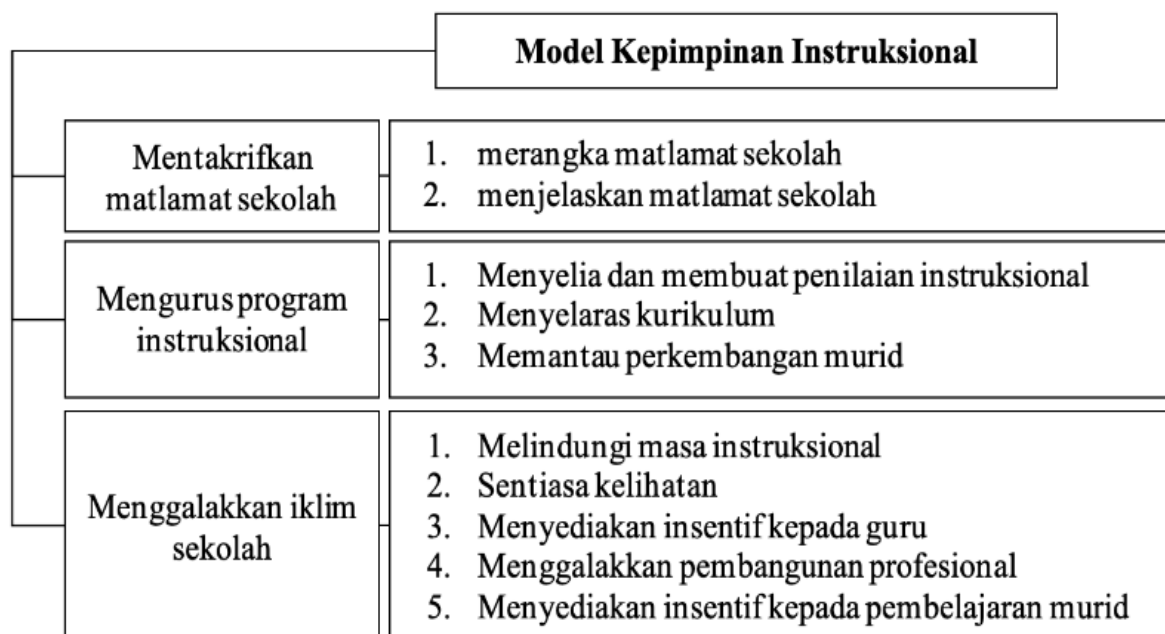 Model Kepimpinan Instruksional
Mentakrifkan
matlamat sekolah
1. merangka matlamat sekolah
2. menjelaskan matlamat sekolah
Mengurus program
instruksional
1. Menyelia dan membuat penilaian instruksional
2. Menyelaras kurikulum
3. Memantau perkembangan murid
Menggalakkan iklim
sekolah
1. Melindungi masa instruksional
2. Sentiasa kelihatan
3. Menyediakan insentif kepada guru
4. Menggalakkan pembangunan profesional
5. Menyediakan insentif kepada pembelajaran murid